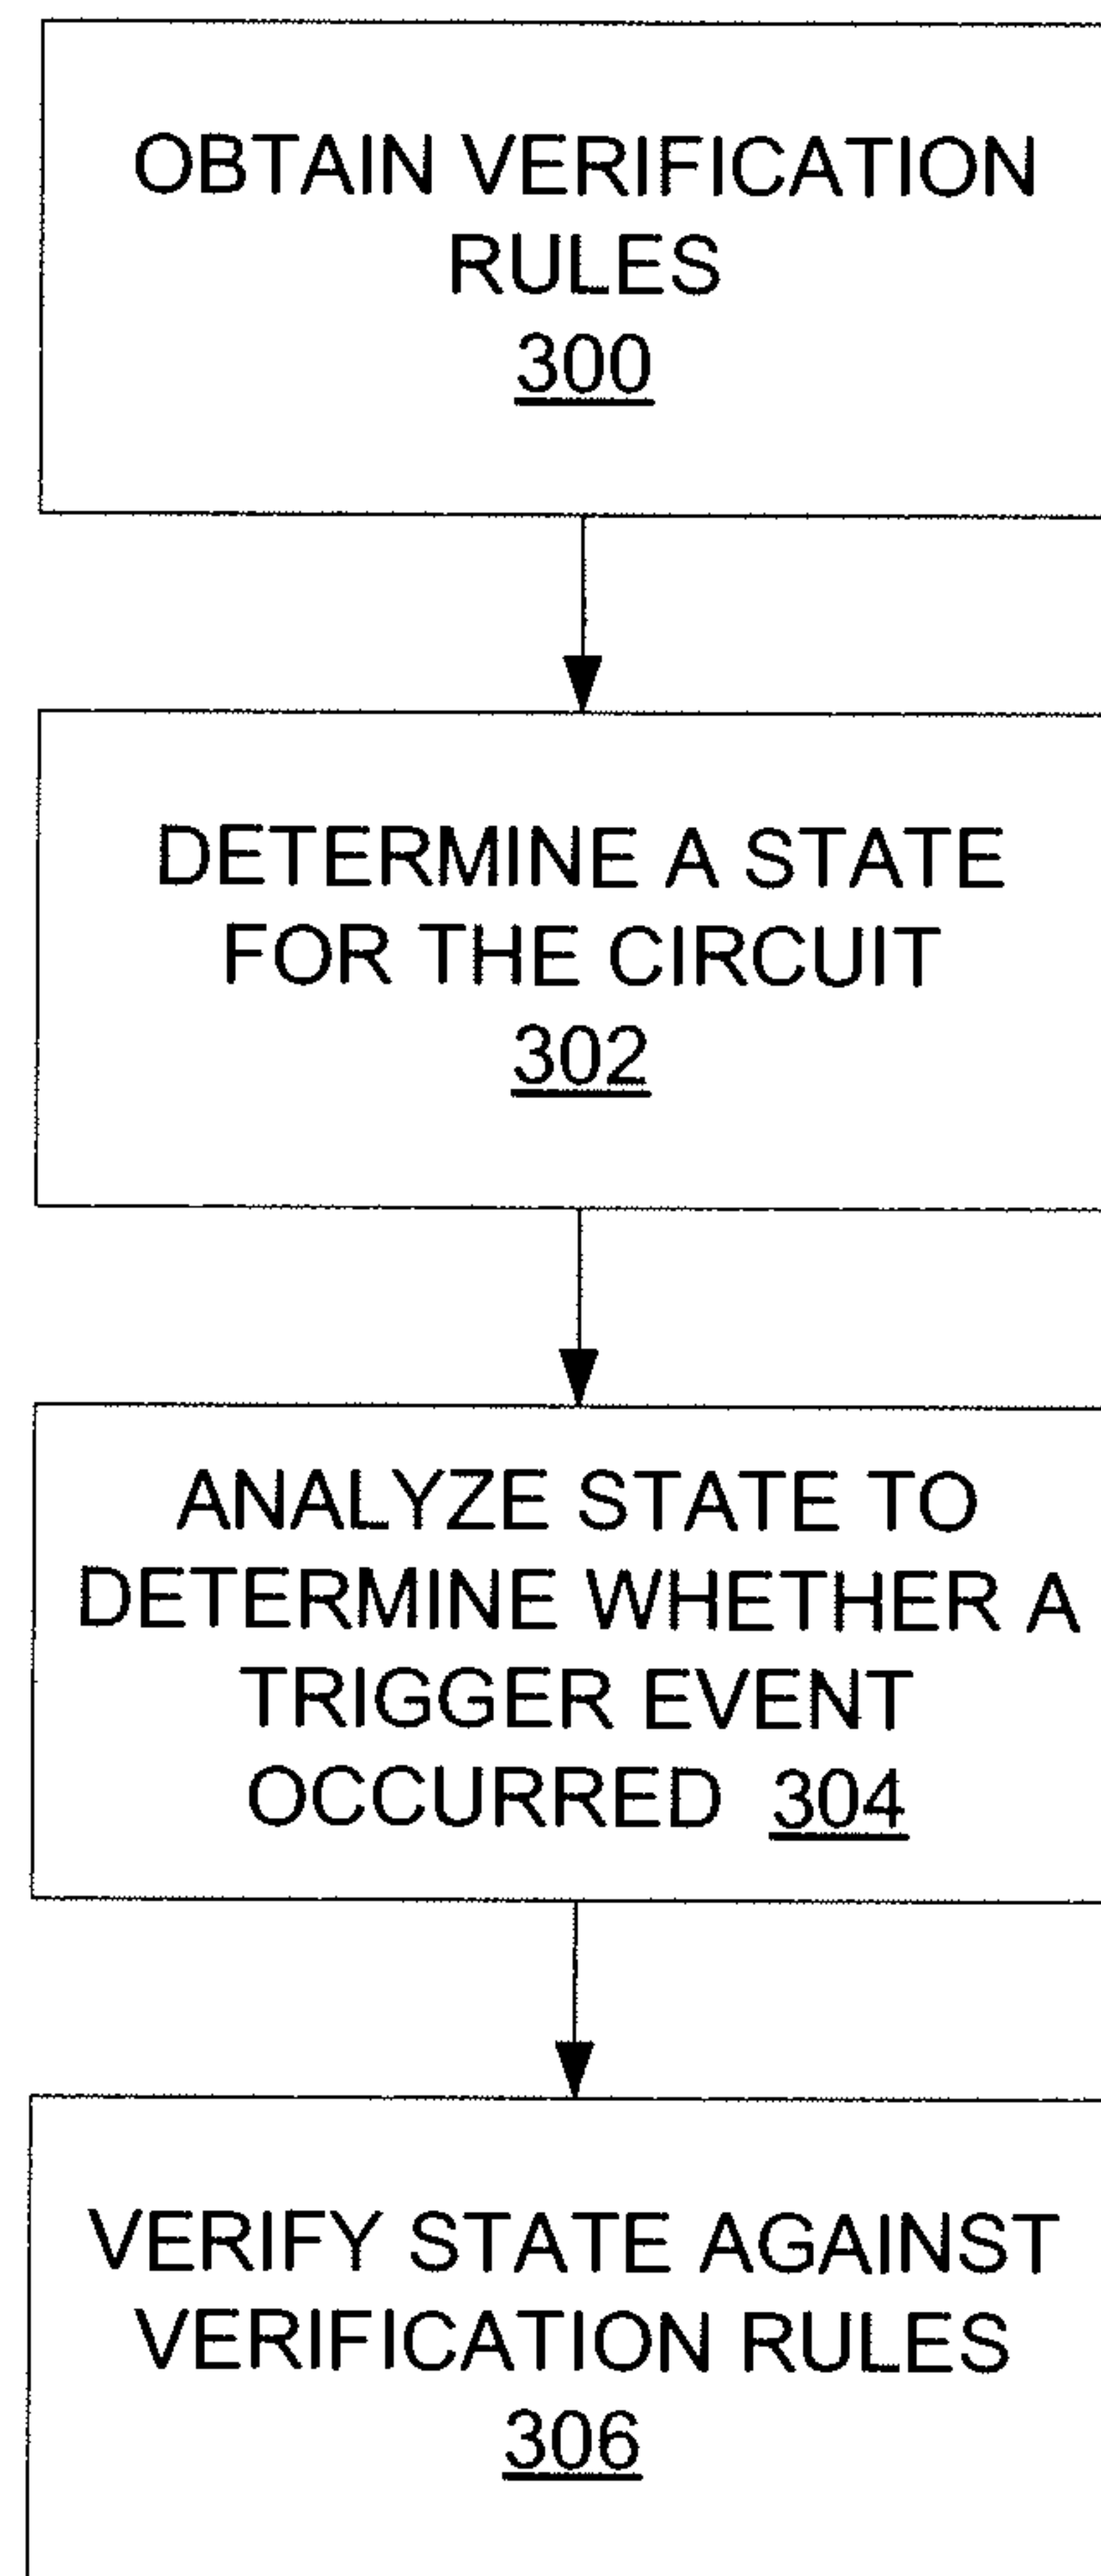 OBTAIN VERIFICATION
RULES
300
DETERMINE A STATE
FOR THE CIRCUIT
302
ANALYZE STATE TO
DETERMINE WHETHER A
TRIGGER EVENT
OCCURRED 304
VERIFY STATE AGAINST
VERIFICATION RULES
306